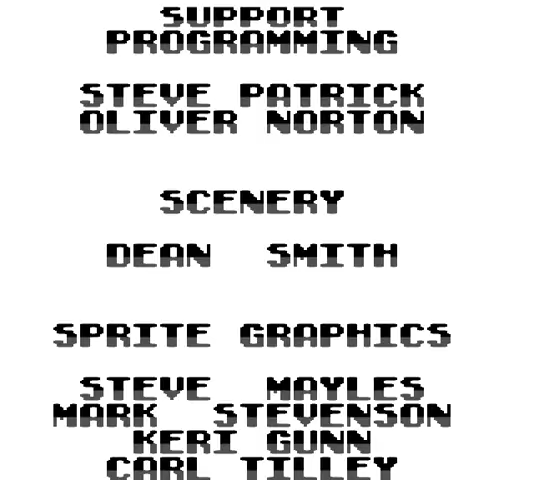 SUPPORT
PROGRAMMING
STEVE PATRICK
OLIVER NORTON
SCENERY
DEAN SMITH
SPRITE GRAPHICS
STEVE MAYLES
MARK STEVENSON
KERI GUNN
CARL TILLEY